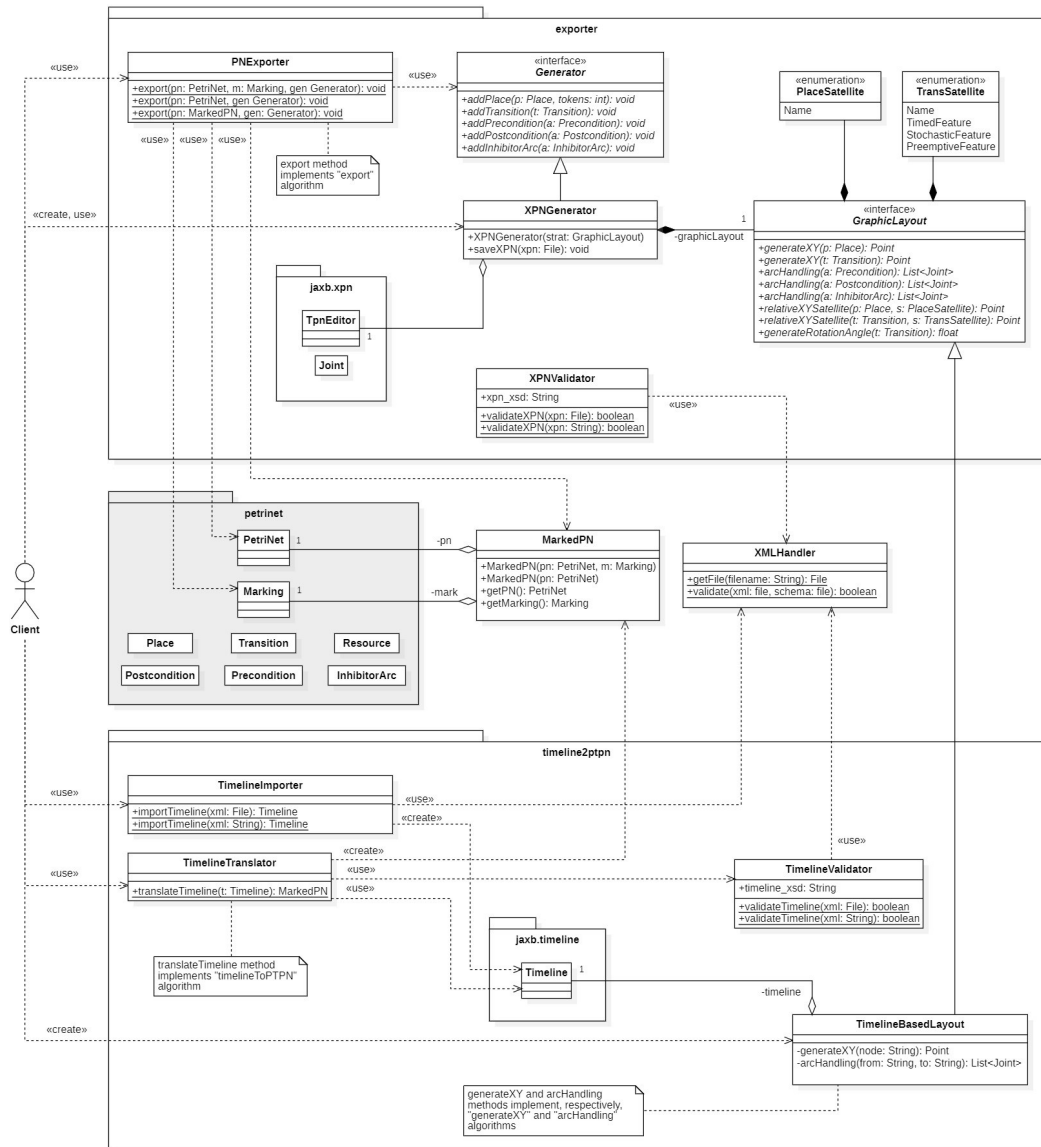 exporter
PNExporter
+export(pn: PetriNet, m: Marking, gen Generator): void
+export(pn: PetriNet, gen Generator): void
+export(pn: MarkedPN, gen: Generator): void
«use»
«use»
«interface»
Generator
+addPlace(p: Place, tokens: int): void
+addTransition(t: Transition): void
+addPrecondition(a: Precondition): void
+addPostcondition(a: Postcondition): void
+addInhibitorArc(a: InhibitorArc): void
«enumeration»
PlaceSatellite
Name
«enumeration»
TransSatellite
Name
TimedFeature
StochasticFeature
PreemptiveFeature
«use»
«use»
«use»
export method
implements "export"
algorithm
«create, use»
XPNGenerator
+XPNGenerator(strat: GraphicLayout)
+saveXPN(xpn: File): void
1
-graphicLayout
«interface»
GraphicLayout
+generateXY(p: Place): Point
+generateXY(t: Transition): Point
+arcHandling(a: Precondition): List<Joint>
+arcHandling(a: Postcondition): List<Joint>
+arcHandling(a: InhibitorArc): List<Joint>
+relativeXYSatellite(p: Place, s: PlaceSatellite): Point
+relativeXYSatellite(t: Transition, s: TransSatellite): Point
+generateRotationAngle(t: Transition): float
jaxb.xpn
TpnEditor
1
Joint
XPNValidator
+xpn_xsd: String
+validateXPN(xpn: File): boolean
+validateXPN(xpn: String): boolean
«use»
petrinet
PetriNet
1
-pn
Marking
1
-mark
Place
Transition
Resource
Postcondition
Precondition
InhibitorArc
MarkedPN
+MarkedPN(pn: PetriNet, m: Marking)
+MarkedPN(pn: PetriNet)
+getPN(): PetriNet
+getMarking(): Marking
XMLHandler
+getFile(filename: String): File
+validate(xml: file, schema: file): boolean
Client
timeline2ptpn
«use»
TimelineImporter
+importTimeline(xml: File): Timeline
+importTimeline(xml: String): Timeline
«use»
«create»
«use»
TimelineTranslator
+translateTimeline(t: Timeline): MarkedPN
«create»
«use»
«use»
«use»
TimelineValidator
+timeline_xsd: String
+validateTimeline(xml: File): boolean
+validateTimeline(xml: String): boolean
translateTimeline method
implements "timelineToPTPN"
algorithm
jaxb.timeline
Timeline
1
-timeline
«create»
TimelineBasedLayout
-generateXY(node: String): Point
-arcHandling(from: String, to: String): List<Joint>
generateXY and arcHandling
methods implement, respectively,
"generateXY" and "arcHandling"
algorithms